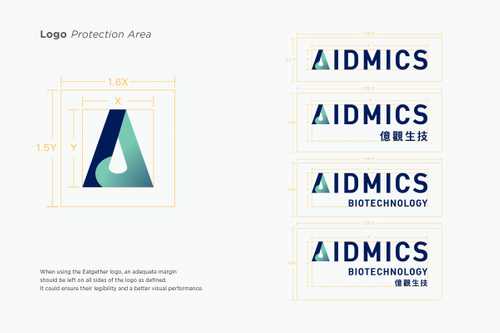 Logo Protection Area
1.6X
X
1.5Y
Y
When using the Eatgether logo, an adequate margin
should be left on all sides of the logo as defined.
It could ensure their legibility and a better visual performance.
AIDMICS
AIDMICS
億觀生技
AIDMICS
BIOTECHNOLOGY
AIDMICS
BIOTECHNOLOGY
億觀生技